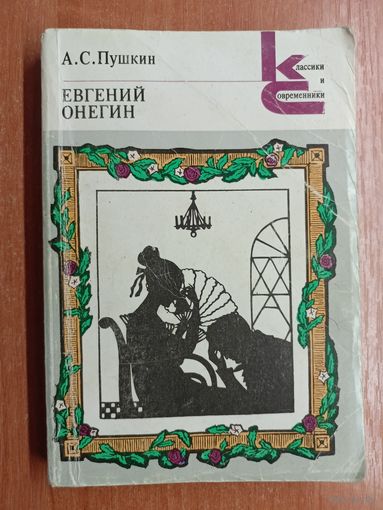 А.С.Пушкин
ЕВГЕНИЙ
ОНЕГИН
Классики
и
Современники